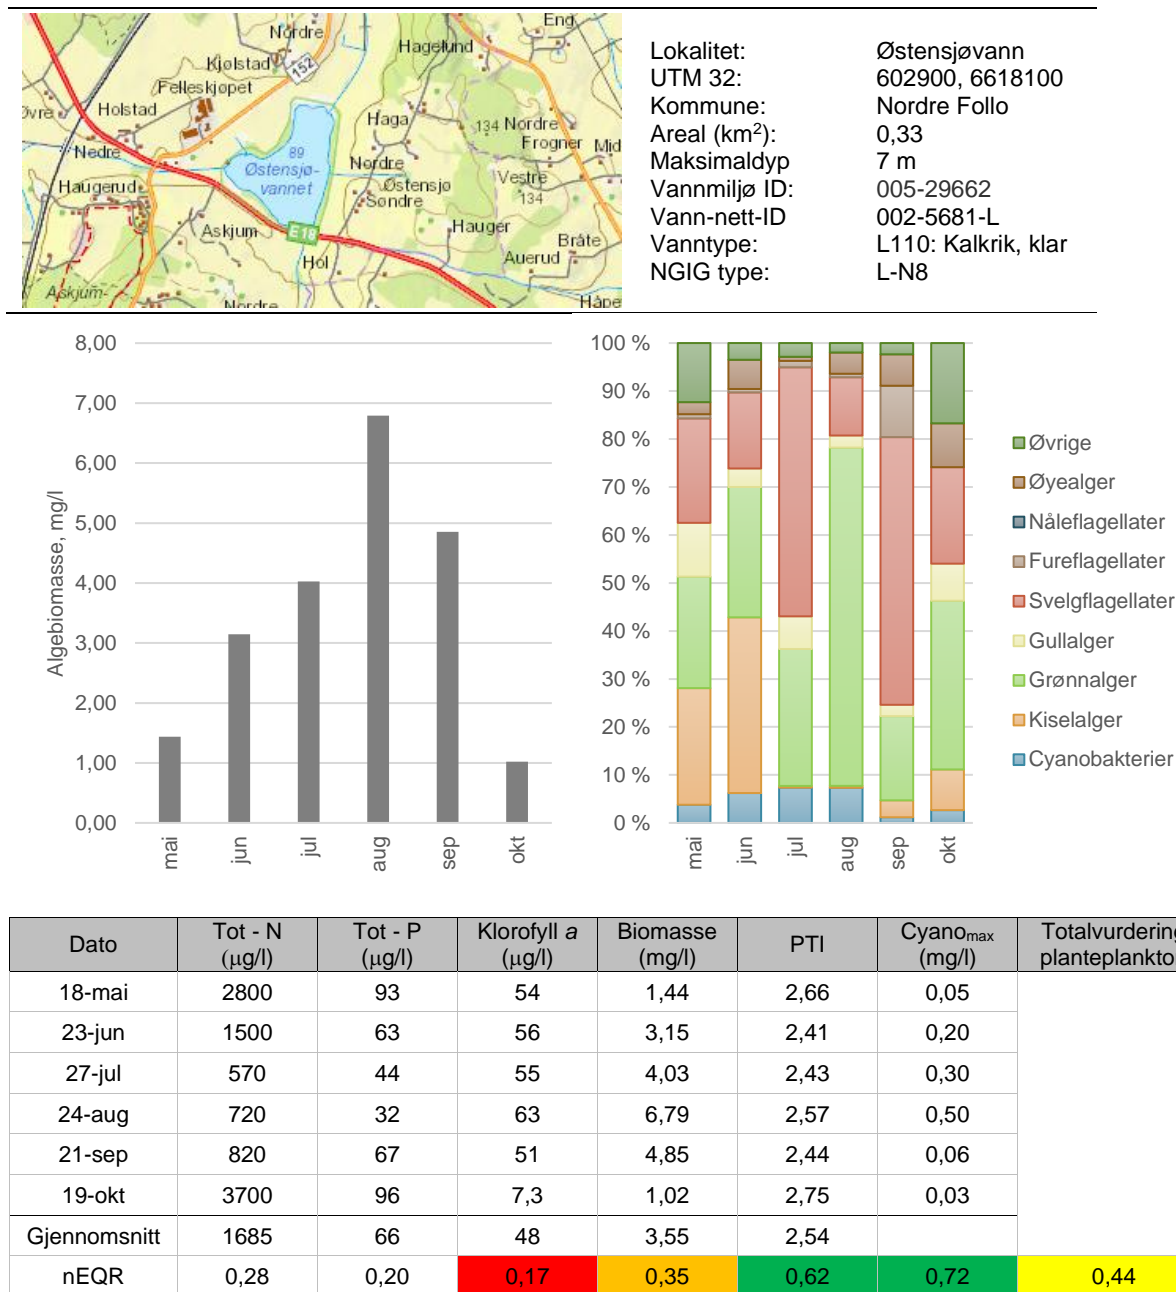 Nordre
Eng
Hagelund
Kjølstad
152
Felleskjøpet
Øvre
Holstad
Haga
134 Nordre
Frogner
Mid
Nedre
89
Østensjø-
vannet
Nordre
Vestre
134
Haugerud
Østensjø
Søndre
Askjum
E18
Hauger
Bråte
Hol
Auerud
Askjum-
Nordre
Håpe
Lokalitet: Østensjøvann
UTM 32: 602900, 6618100
Kommune: Nordre Follo
Areal (km²): 0,33
Maksimaldyp 7 m
Vannmiljø ID: 005-29662
Vann-nett-ID 002-5681-L
Vanntype: L110: Kalkrik, klar
NGIG type: L-N8
Algebiomasse, mg/l
8,00
7,00
6,00
5,00
4,00
3,00
2,00
1,00
0,00
mai jun jul aug sep okt
100 %
90 %
80 %
70 %
60 %
50 %
40 %
30 %
20 %
10 %
0 %
mai jun jul aug sep okt
Øvrige
Øyealger
Nåleflagellater
Fureflagellater
Svelgflagellater
Gullalger
Grønnalger
Kiselalger
Cyanobakterier
Dato Tot - N (µg/l) Tot - P (µg/l) Klorofyll a (µg/l) Biomasse (mg/l) PTI Cyanomax (mg/l) Totalvurdering planteplankto
18-mai 2800 93 54 1,44 2,66 0,05
23-jun 1500 63 56 3,15 2,41 0,20
27-jul 570 44 55 4,03 2,43 0,30
24-aug 720 32 63 6,79 2,57 0,50
21-sep 820 67 51 4,85 2,44 0,06
19-okt 3700 96 7,3 1,02 2,75 0,03
Gjennomsnitt 1685 66 48 3,55 2,54
nEQR 0,28 0,20 0,17 0,35 0,62 0,72 0,44